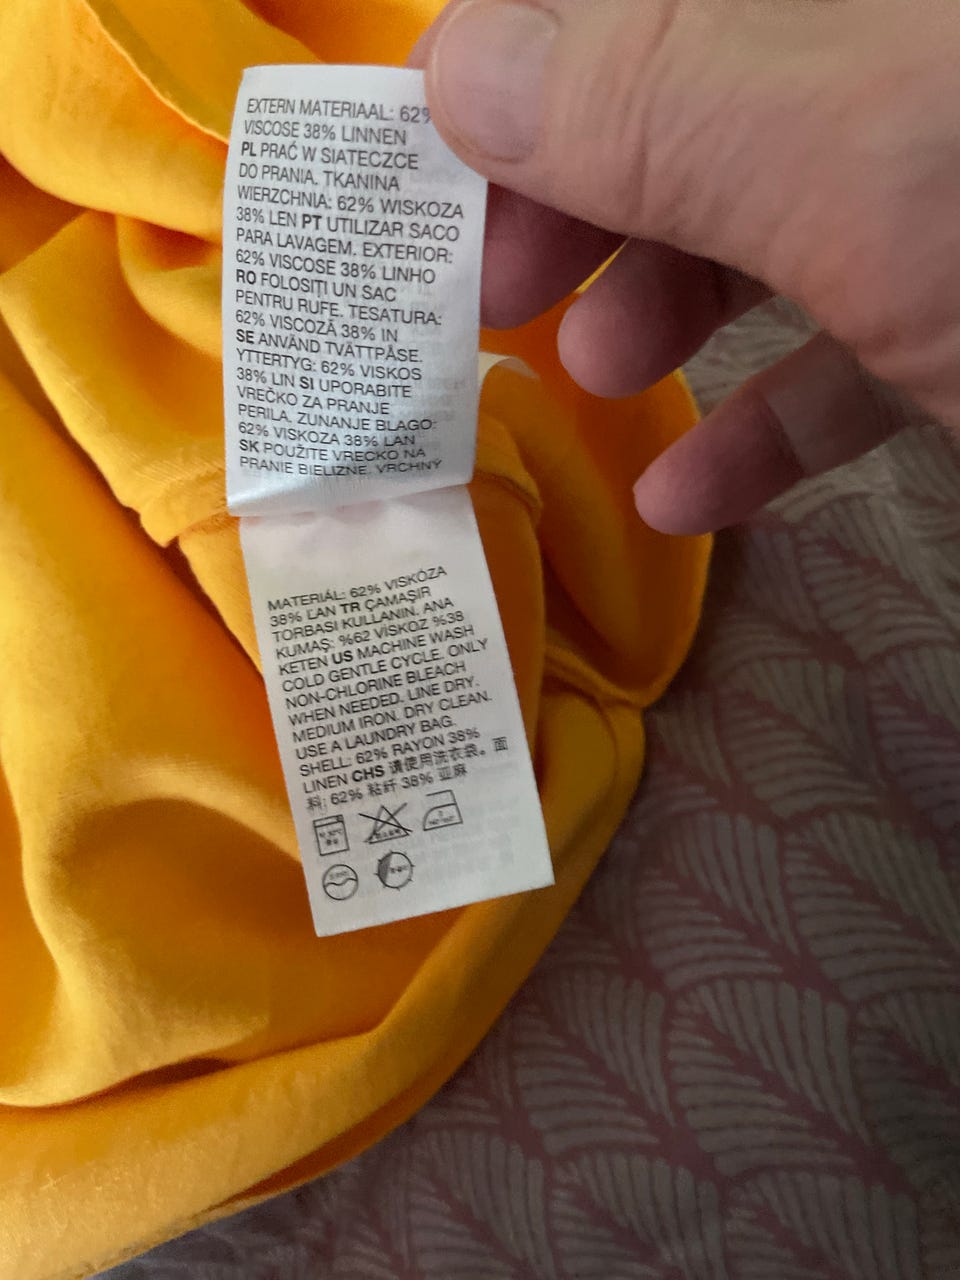 EXTERN MATERIAAL: 62%
VISCOSE 38% LINNEN
PL PRAĆ W SIATECZCE
DO PRANIA. TKANINA
WIERZCHNIA: 62% WISKOZA
38% LEN PT UTILIZAR SACO
PARA LAVAGEM. EXTERIOR:
62% VISCOSE 38% LINHO
RO FOLOSIȚI UN SAC
PENTRU RUFE. TESATURA:
62% VISCOZĂ 38% IN
SE ANVÄND TVÄTTPÅSE.
YTTERTYG: 62% VISKOS
38% LIN SI UPORABITE
VREČKO ZA PRANJE
PERILA. ZUNANJE BLAGO:
62% VISKOZA 38% LAN
SK POUŽITE VRECKO NA
PRANIE BIELIZNE. VRCHNÝ
MATERIÁL: 62% VISKÓZA
38% ĽAN TR ÇAMAŞIR
TORBASI KULLANIN. ANA
KUMAŞ: %62 VİSKOZ %38
KETEN US MACHINE WASH
COLD GENTLE CYCLE. ONLY
NON-CHLORINE BLEACH
WHEN NEEDED. LINE DRY.
MEDIUM IRON. DRY CLEAN.
USE A LAUNDRY BAG.
SHELL: 62% RAYON 38%
LINEN CHS 请使用洗衣袋。面
料: 62% 粘纤 38% 亚麻